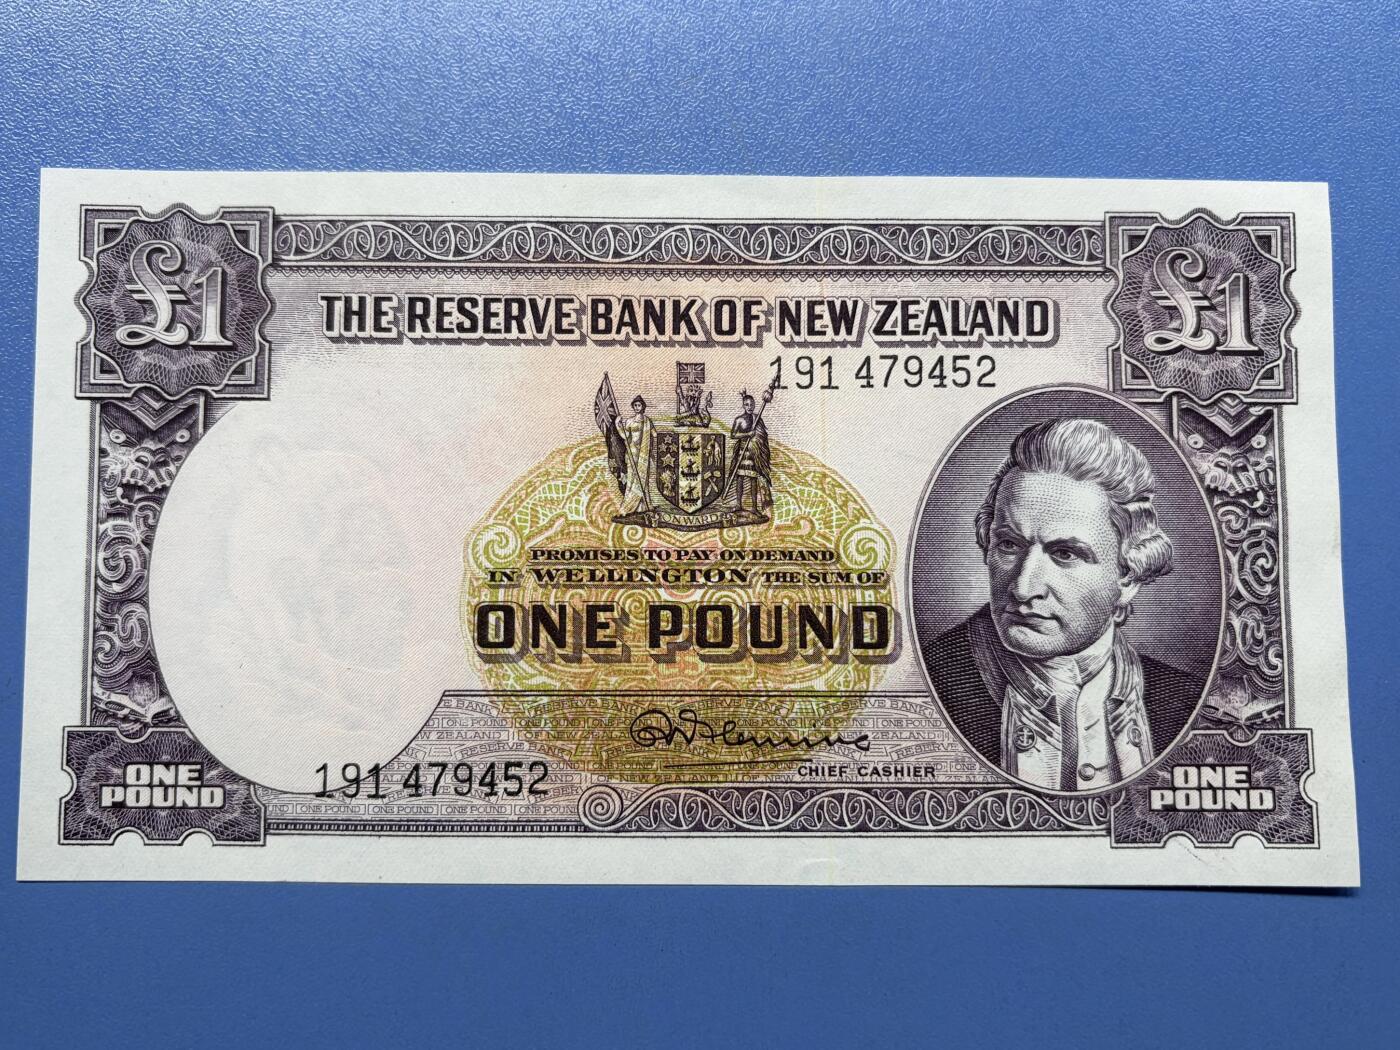 £1
£1
THE RESERVE BANK OF NEW ZEALAND
191 479452
ONWARD
PROMISES TO PAY ON DEMAND
IN WELLINGTON THE SUM OF
ONE POUND
RNFleming
CHIEF CASHIER
191 479452
ONE
POUND
ONE
POUND